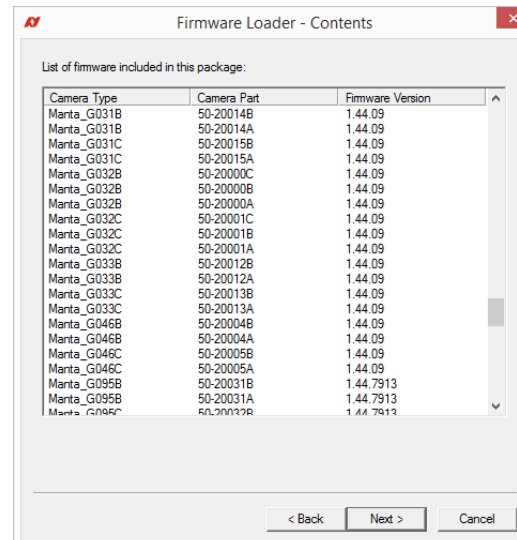 Firmware Loader - Contents
List of firmware included in this package:
Camera Type Camera Part Firmware Version
Manta_G031B 50-20014B 1.44.09
Manta_G031B 50-20014A 1.44.09
Manta_G031C 50-20015B 1.44.09
Manta_G031C 50-20015A 1.44.09
Manta_G032B 50-20000C 1.44.09
Manta_G032B 50-20000B 1.44.09
Manta_G032B 50-20000A 1.44.09
Manta_G032C 50-20001C 1.44.09
Manta_G032C 50-20001B 1.44.09
Manta_G032C 50-20001A 1.44.09
Manta_G033B 50-20012B 1.44.09
Manta_G033B 50-20012A 1.44.09
Manta_G033C 50-20013B 1.44.09
Manta_G033C 50-20013A 1.44.09
Manta_G046B 50-20004B 1.44.09
Manta_G046B 50-20004A 1.44.09
Manta_G046C 50-20005B 1.44.09
Manta_G046C 50-20005A 1.44.09
Manta_G095B 50-20031B 1.44.7913
Manta_G095B 50-20031A 1.44.7913
Manta_G095C 50-20032B 1.44.7913
< Back Next > Cancel